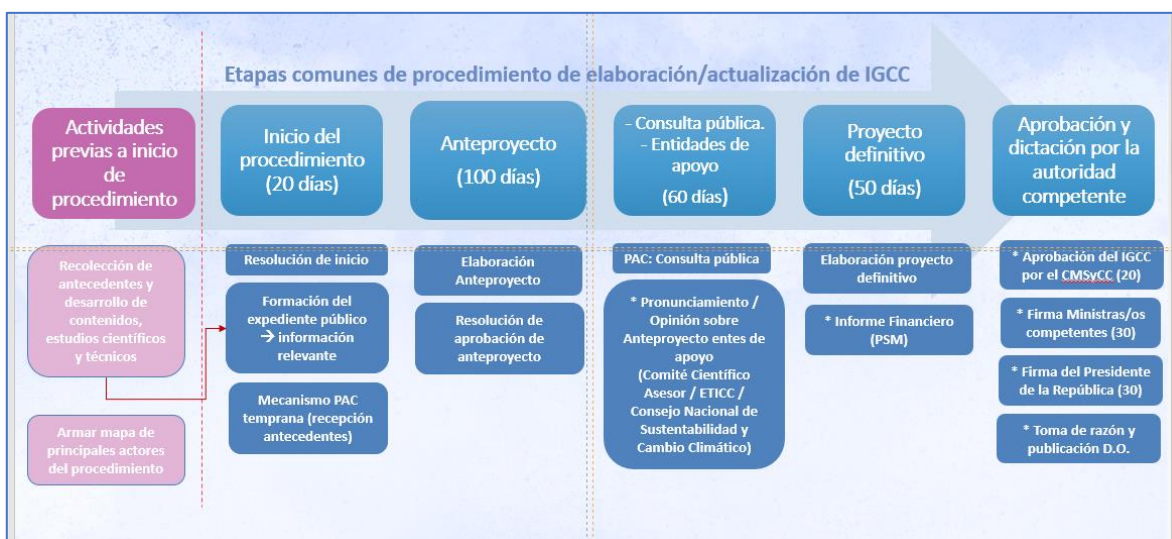 Etapas comunes de procedimiento de elaboración/actualización de IGCC
Actividades
previas a inicio
de
procedimiento
Inicio del
procedimiento
(20 días)
Anteproyecto
(100 días)
- Consulta pública.
- Entidades de
apoyo
(60 días)
Proyecto
definitivo
(50 días)
Aprobación y
dictación por la
autoridad
competente
Recolección de
antecedentes y
desarrollo de
contenidos,
estudios científicos
y técnicos
Armar mapa de
principales actores
del procedimiento
Resolución de inicio
Formación del
expediente público
→ información
relevante
Mecanismo PAC
temprana (recepción
antecedentes)
Elaboración
Anteproyecto
Resolución de
aprobación de
anteproyecto
PAC: Consulta pública
* Pronunciamiento /
Opinión sobre
Anteproyecto entes de
apoyo
(Comité Científico
Asesor / ETICC /
Consejo Nacional de
Sustentabilidad y
Cambio Climático)
Elaboración proyecto
definitivo
* Informe Financiero
(PSM)
* Aprobación del IGCC
por el CMSyCC (20)
* Firma Ministras/os
competentes (30)
* Firma del Presidente
de la República (30)
* Toma de razón y
publicación D.O.